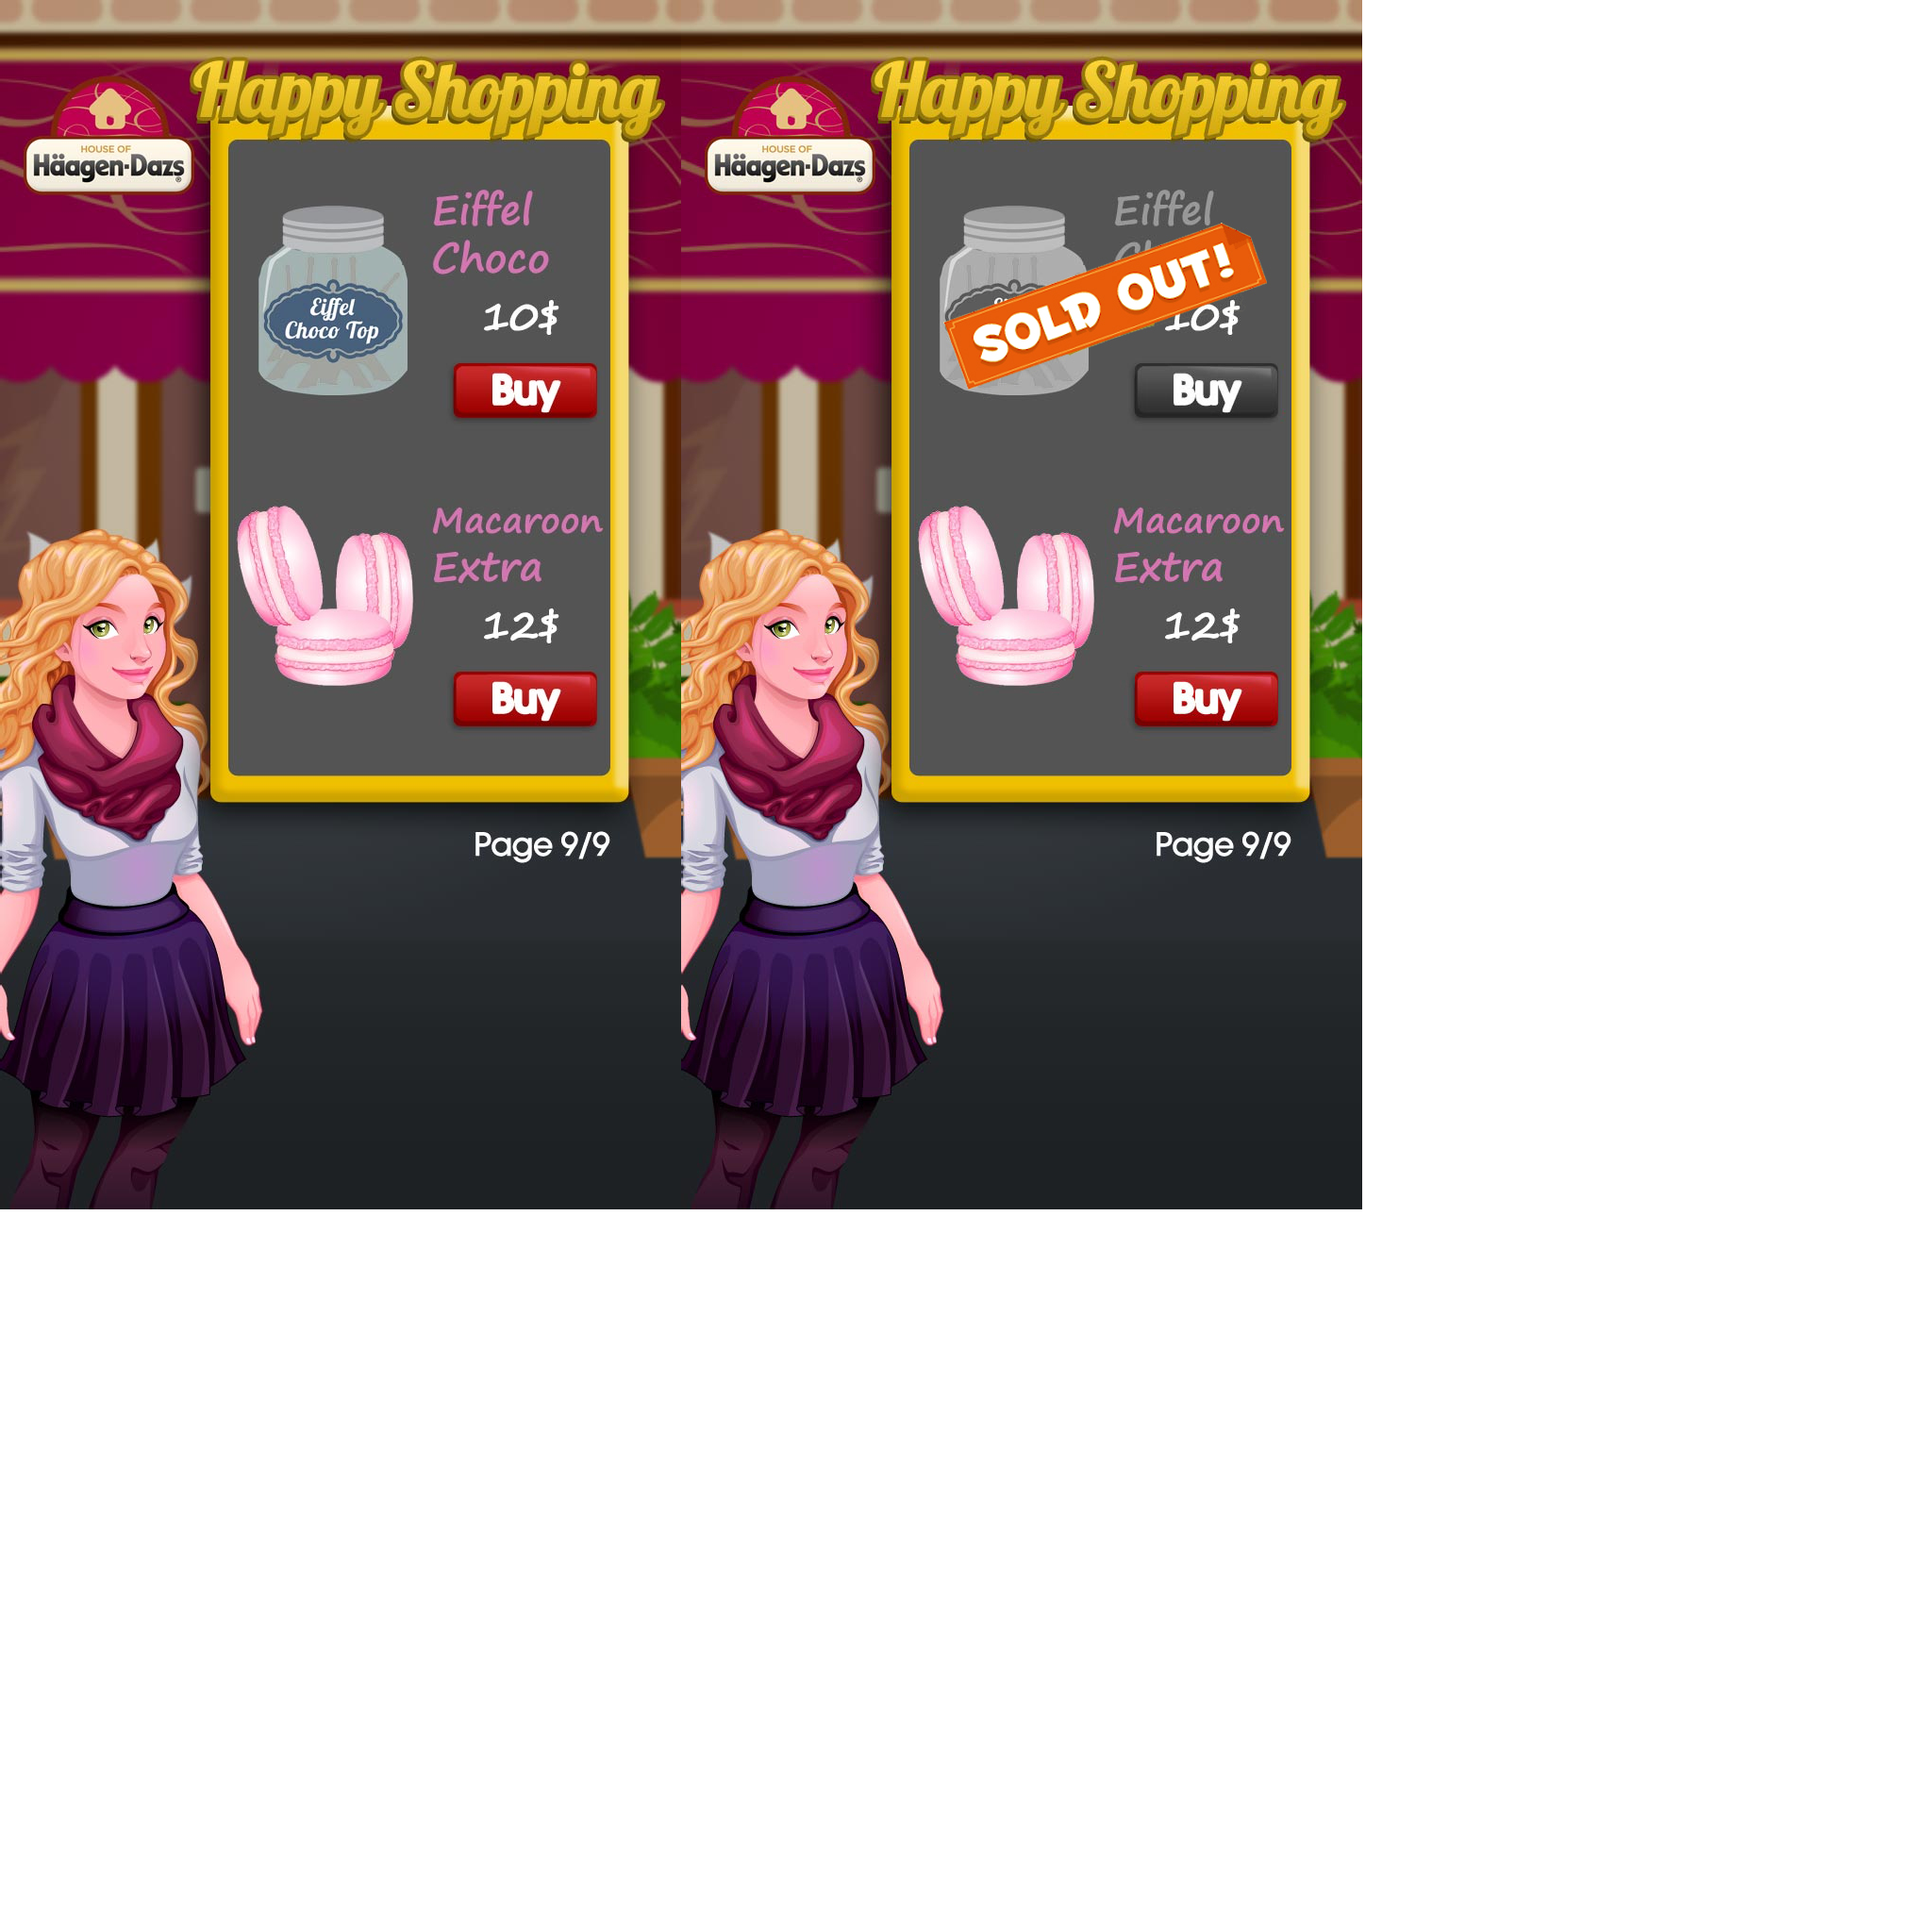 Happy Shopping
HOUSE OF
Häagen-Dazs
Eiffel
Choco
Eiffel
Choco Top
10$
Buy
Macaroon
Extra
12$
Buy
Page 9/9
Happy Shopping
HOUSE OF
Häagen-Dazs
Eiffel
SOLD OUT!
10$
Buy
Macaroon
Extra
12$
Buy
Page 9/9